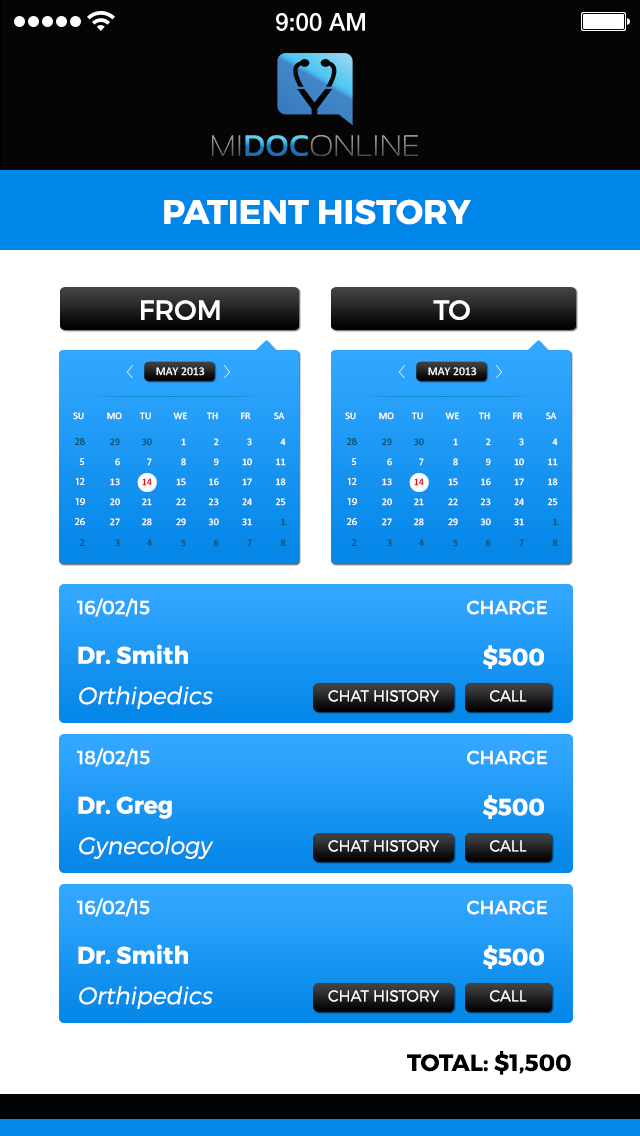 9:00 AM
MIDOCONLINE
PATIENT HISTORY
FROM
TO
MAY 2013
SU MO TU WE TH FR SA
28 29 30 1 2 3 4
5 6 7 8 9 10 11
12 13 14 15 16 17 18
19 20 21 22 23 24 25
26 27 28 29 30 31 1
2 3 4 5 6 7 8
MAY 2013
SU MO TU WE TH FR SA
28 29 30 1 2 3 4
5 6 7 8 9 10 11
12 13 14 15 16 17 18
19 20 21 22 23 24 25
26 27 28 29 30 31 1
2 3 4 5 6 7 8
16/02/15 CHARGE
Dr. Smith $500
Orthipedics CHAT HISTORY CALL
18/02/15 CHARGE
Dr. Greg $500
Gynecology CHAT HISTORY CALL
16/02/15 CHARGE
Dr. Smith $500
Orthipedics CHAT HISTORY CALL
TOTAL: $1,500